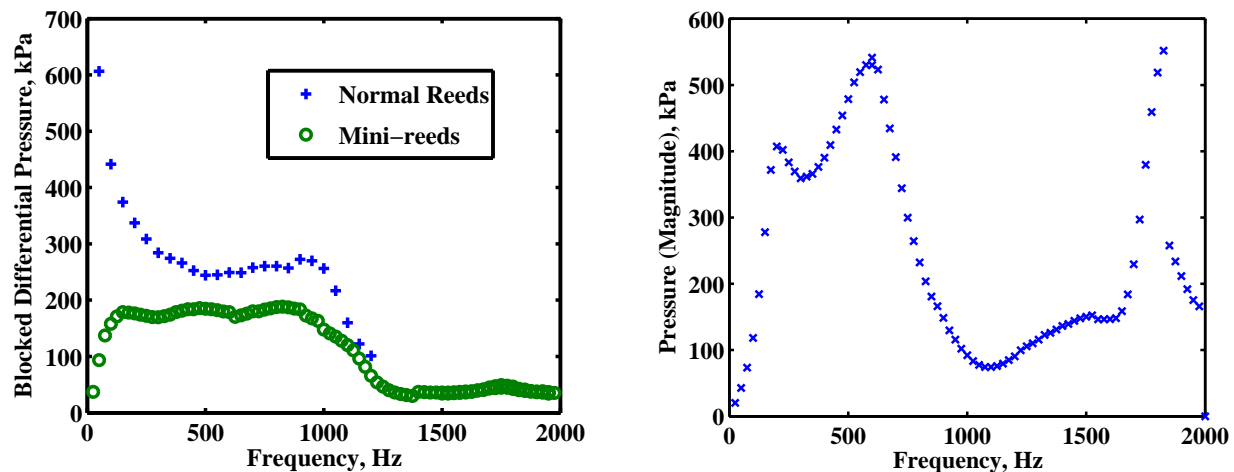 700
600
500
400
300
200
100
0
Blocked Differential Pressure, kPa
Normal Reeds
Mini−reeds
0 500 1000 1500 2000
Frequency, Hz
600
500
400
300
200
100
0
Pressure (Magnitude), kPa
0 500 1000 1500 2000
Frequency, Hz